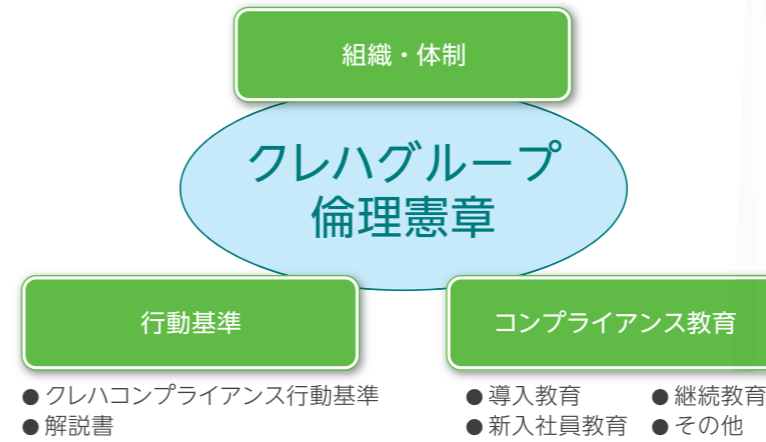 組織・体制
クレハグループ
倫理憲章
行動基準
● クレハコンプライアンス行動基準
● 解説書
コンプライアンス教育
● 導入教育 ● 継続教育
● 新入社員教育 ● その他